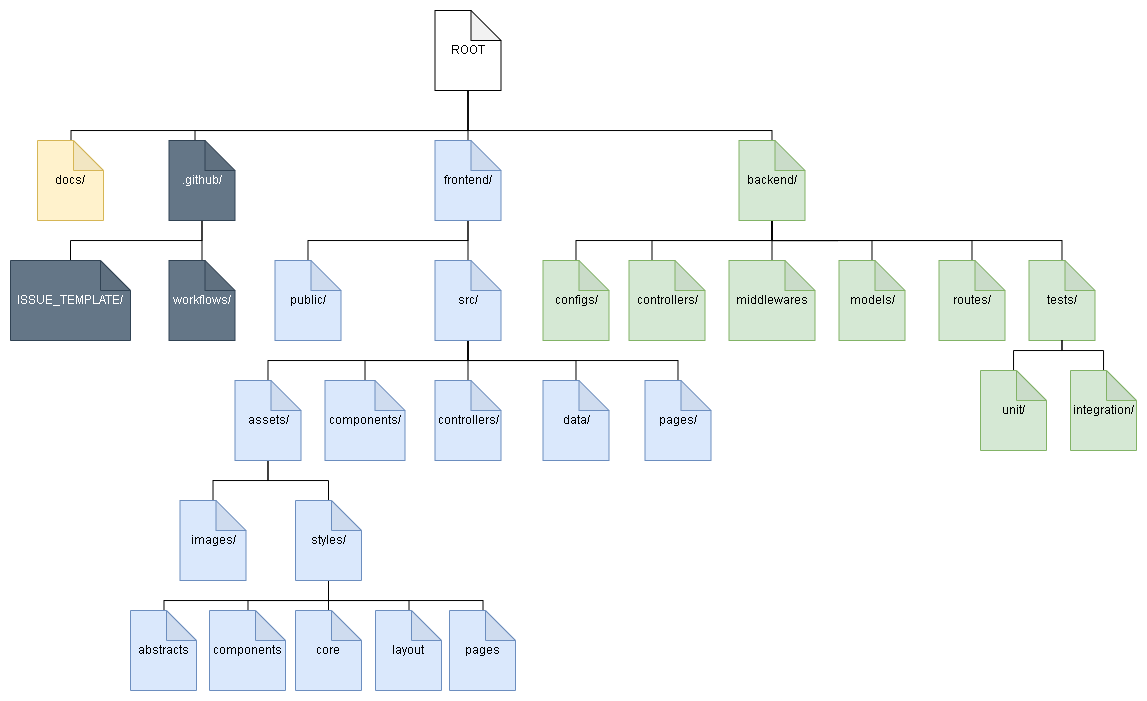 ROOT
docs/
.github/
frontend/
backend/
ISSUE_TEMPLATE/
workflows/
public/
src/
configs/
controllers/
middlewares
models/
routes/
tests/
assets/
components/
controllers/
data/
pages/
unit/
integration/
images/
styles/
abstracts
components
core
layout
pages